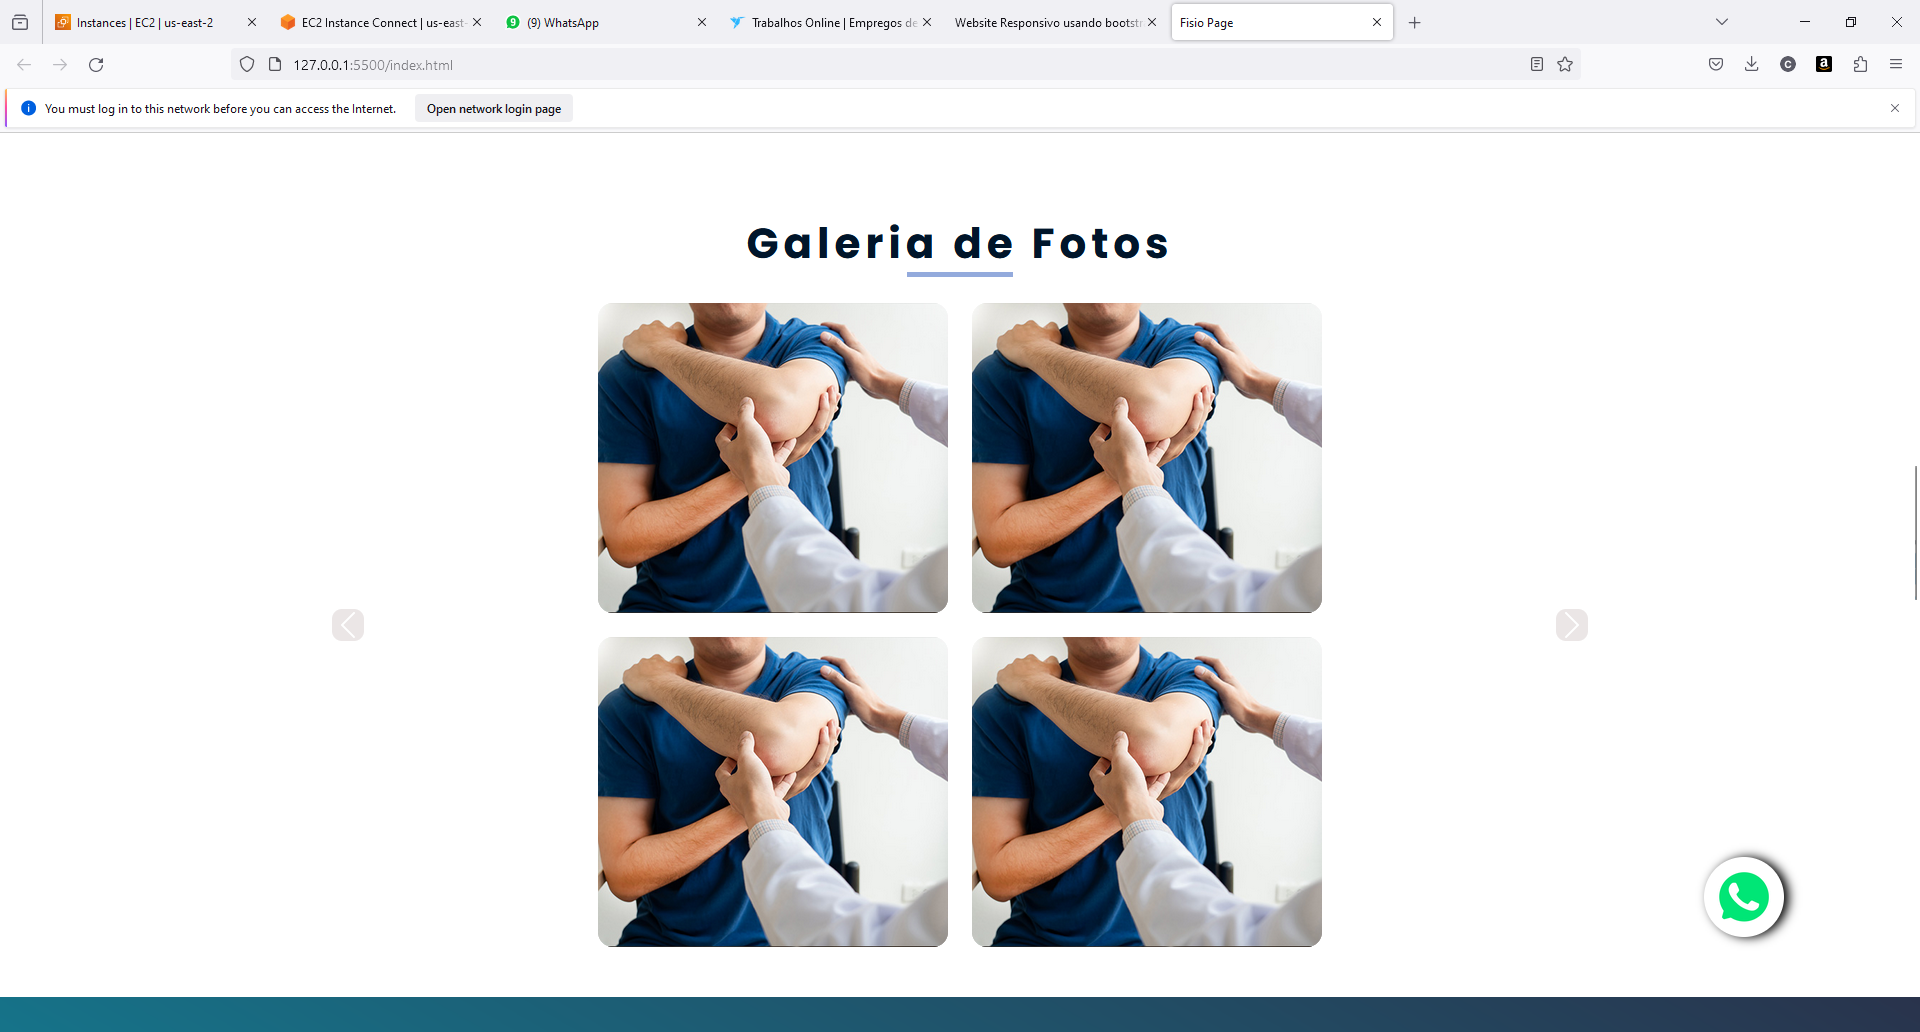 Instances | EC2 | us-east-2
EC2 Instance Connect | us-east-
9
(9) WhatsApp
Trabalhos Online | Empregos de
Website Responsivo usando bootstr
Fisio Page
127.0.0.1:5500/index.html
C
a
You must log in to this network before you can access the Internet.
Open network login page
Galeria de Fotos